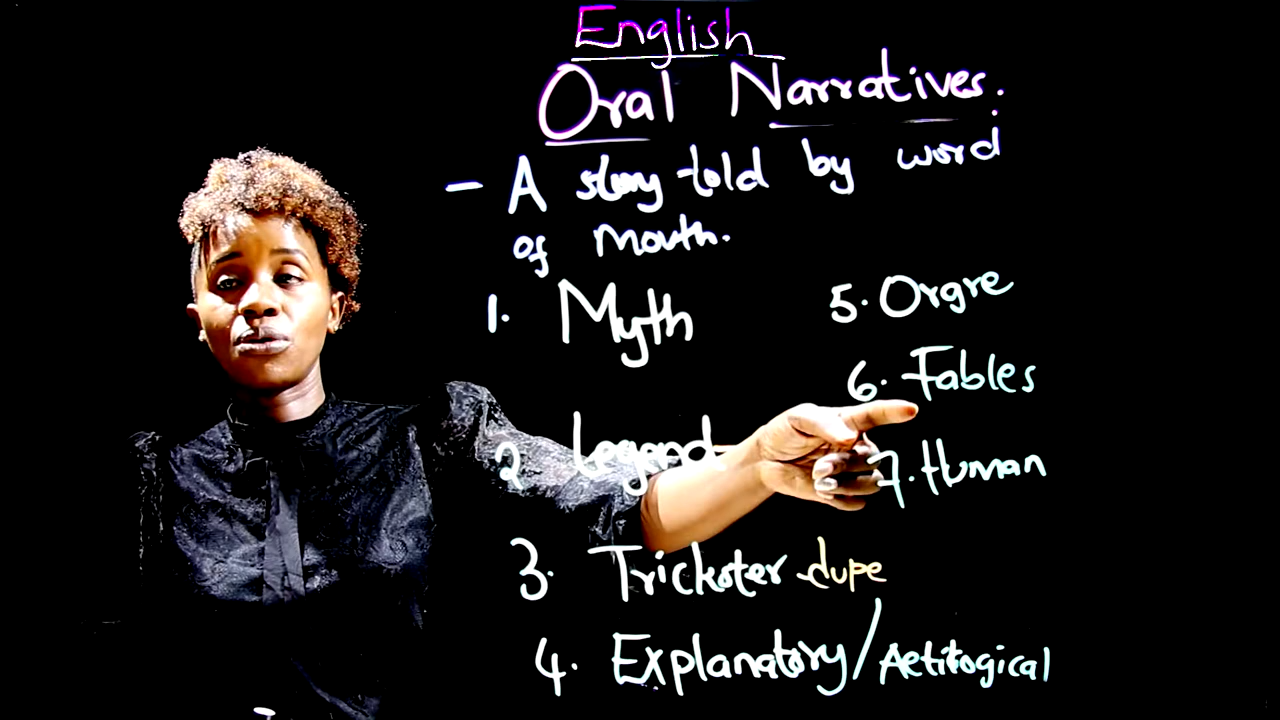 English
Oral Narratives.
- A story told by word
of mouth.
1. Myth
2 Legend
3. Trickster -dupe
4. Explanatory/Aetitogical
5. Orgre
6. Fables
7. Human